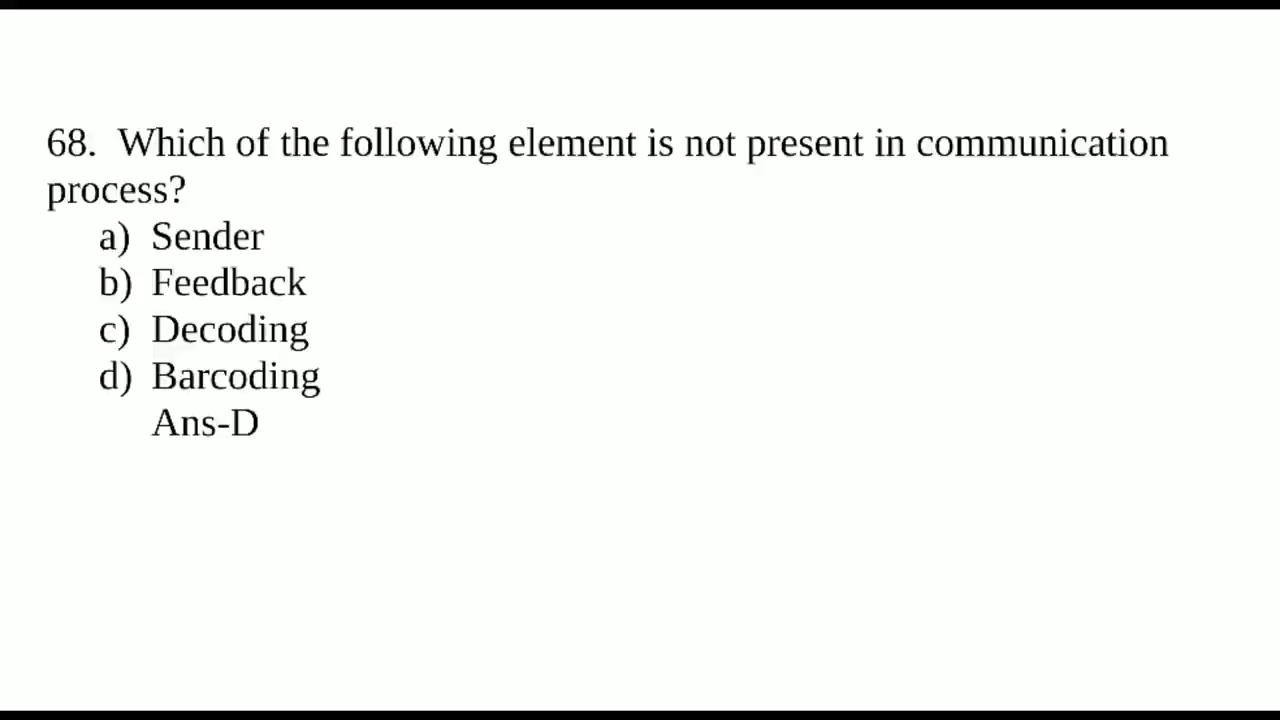 68. Which of the following element is not present in communication
process?
a) Sender
b) Feedback
c) Decoding
d) Barcoding
Ans-D